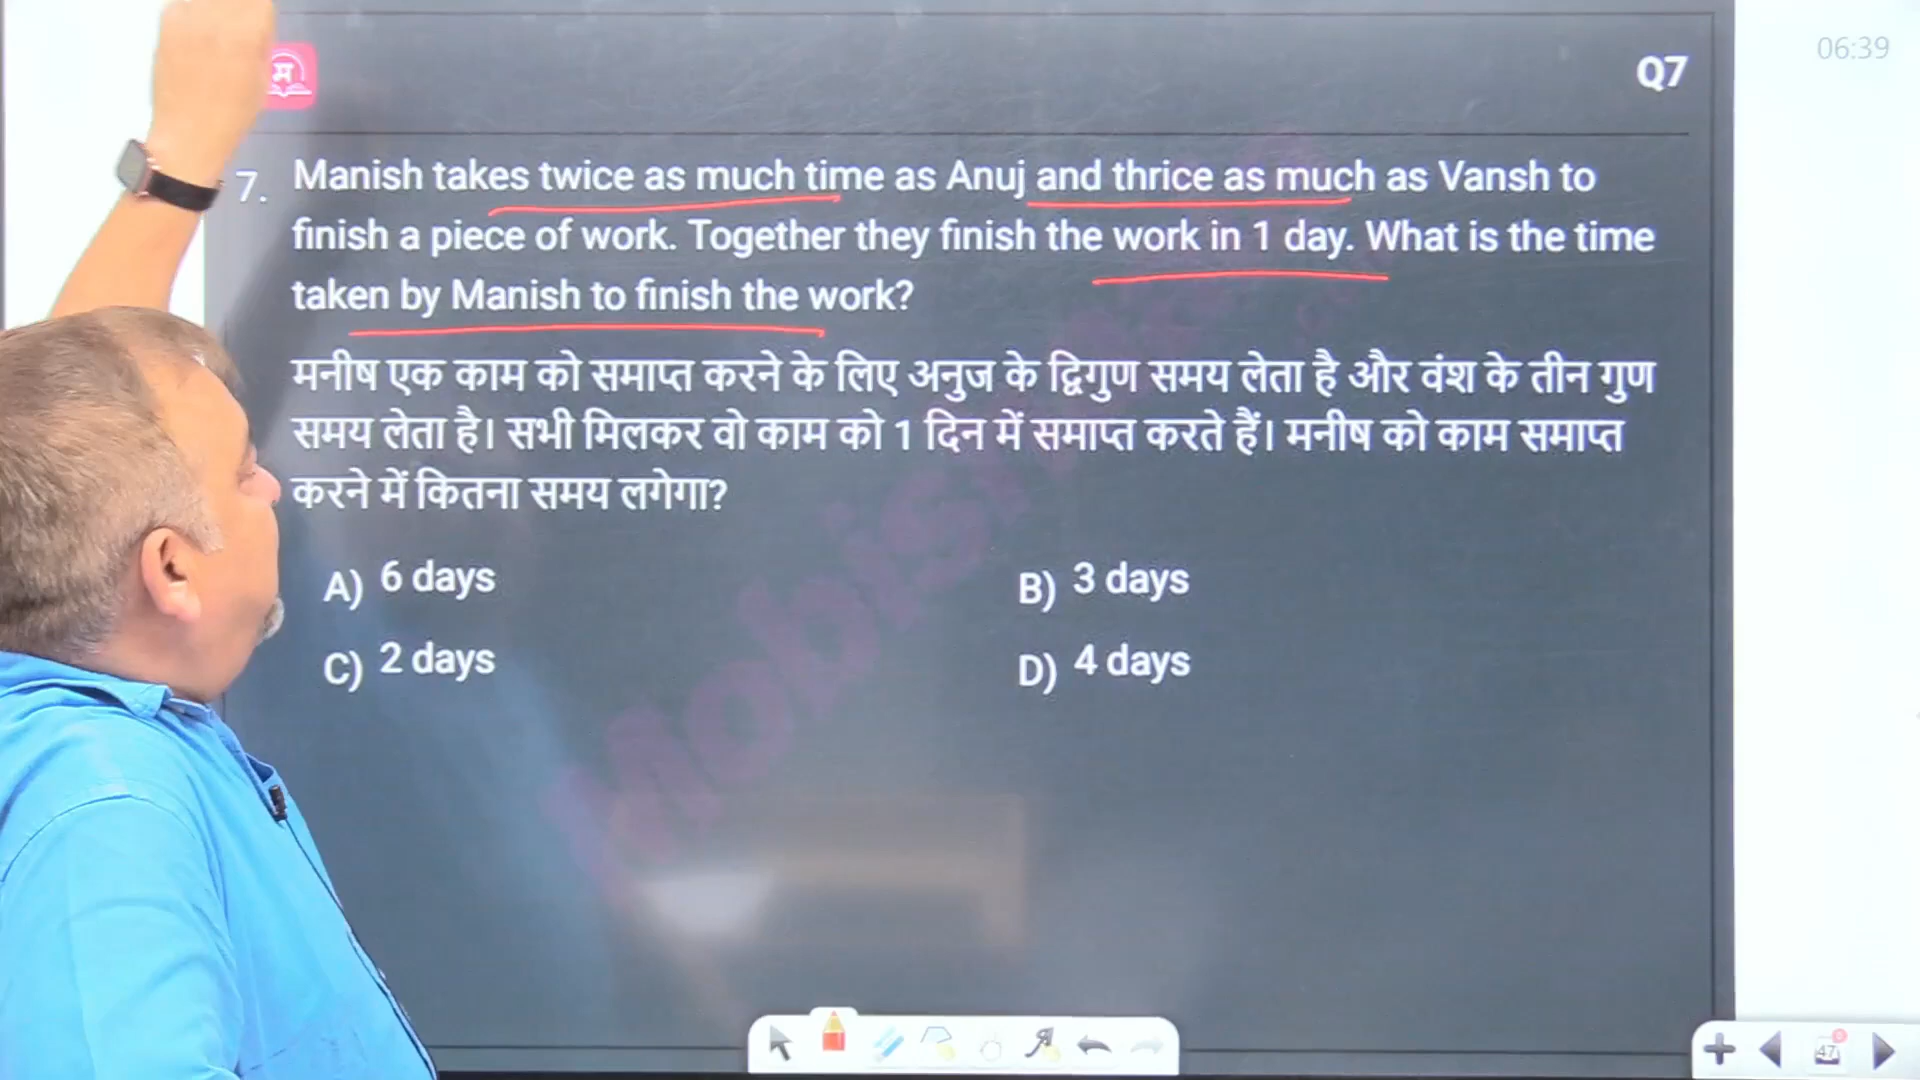 06:39
म
Q7
7. Manish takes twice as much time as Anuj and thrice as much as Vansh to
finish a piece of work. Together they finish the work in 1 day. What is the time
taken by Manish to finish the work?
मनीष एक काम को समाप्त करने के लिए अनुज के द्विगुण समय लेता है और वंश के तीन गुण
समय लेता है। सभी मिलकर वो काम को 1 दिन में समाप्त करते हैं। मनीष को काम समाप्त
करने में कितना समय लगेगा?
A) 6 days
B) 3 days
C) 2 days
D) 4 days
47